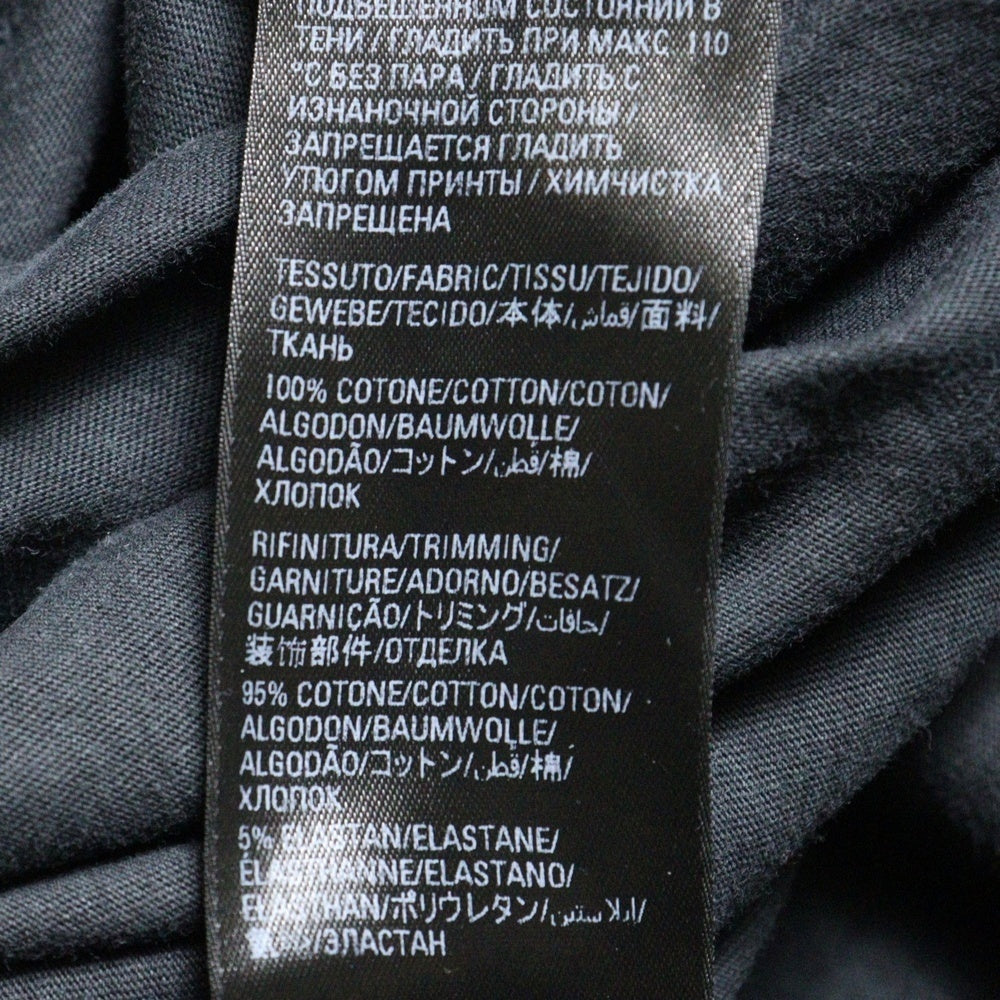 ПОДВЕШЕННОМ СОСТОЯНИИ В
ТЕНИ / ГЛАДИТЬ ПРИ МАКС. 110
°C БЕЗ ПАРА / ГЛАДИТЬ С
ИЗНАНОЧНОЙ СТОРОНЫ /
ЗАПРЕЩАЕТСЯ ГЛАДИТЬ
УТЮГОМ ПРИНТЫ / ХИМЧИСТКА
ЗАПРЕЩЕНА
TESSUTO/FABRIC/TISSU/TEJIDO/
GEWEBE/TECIDO/本体/قماش/面料/
ТКАНЬ
100% COTONE/COTTON/COTON/
ALGODON/BAUMWOLLE/
ALGODÃO/コットン/قطن/棉/
ХЛОПОК
RIFINITURA/TRIMMING/
GARNITURE/ADORNO/BESATZ/
GUARNIÇÃO/トリミング/حافات/
装饰部件/ОТДЕЛКА
95% COTONE/COTTON/COTON/
ALGODON/BAUMWOLLE/
ALGODÃO/コットン/قطن/棉/
ХЛОПОК
5% ELASTAN/ELASTANE/
ÉLASTHANNE/ELASTANO/
ELASTHAN/ポリウレタン/ايلاستين/
/ЭЛАСТАН